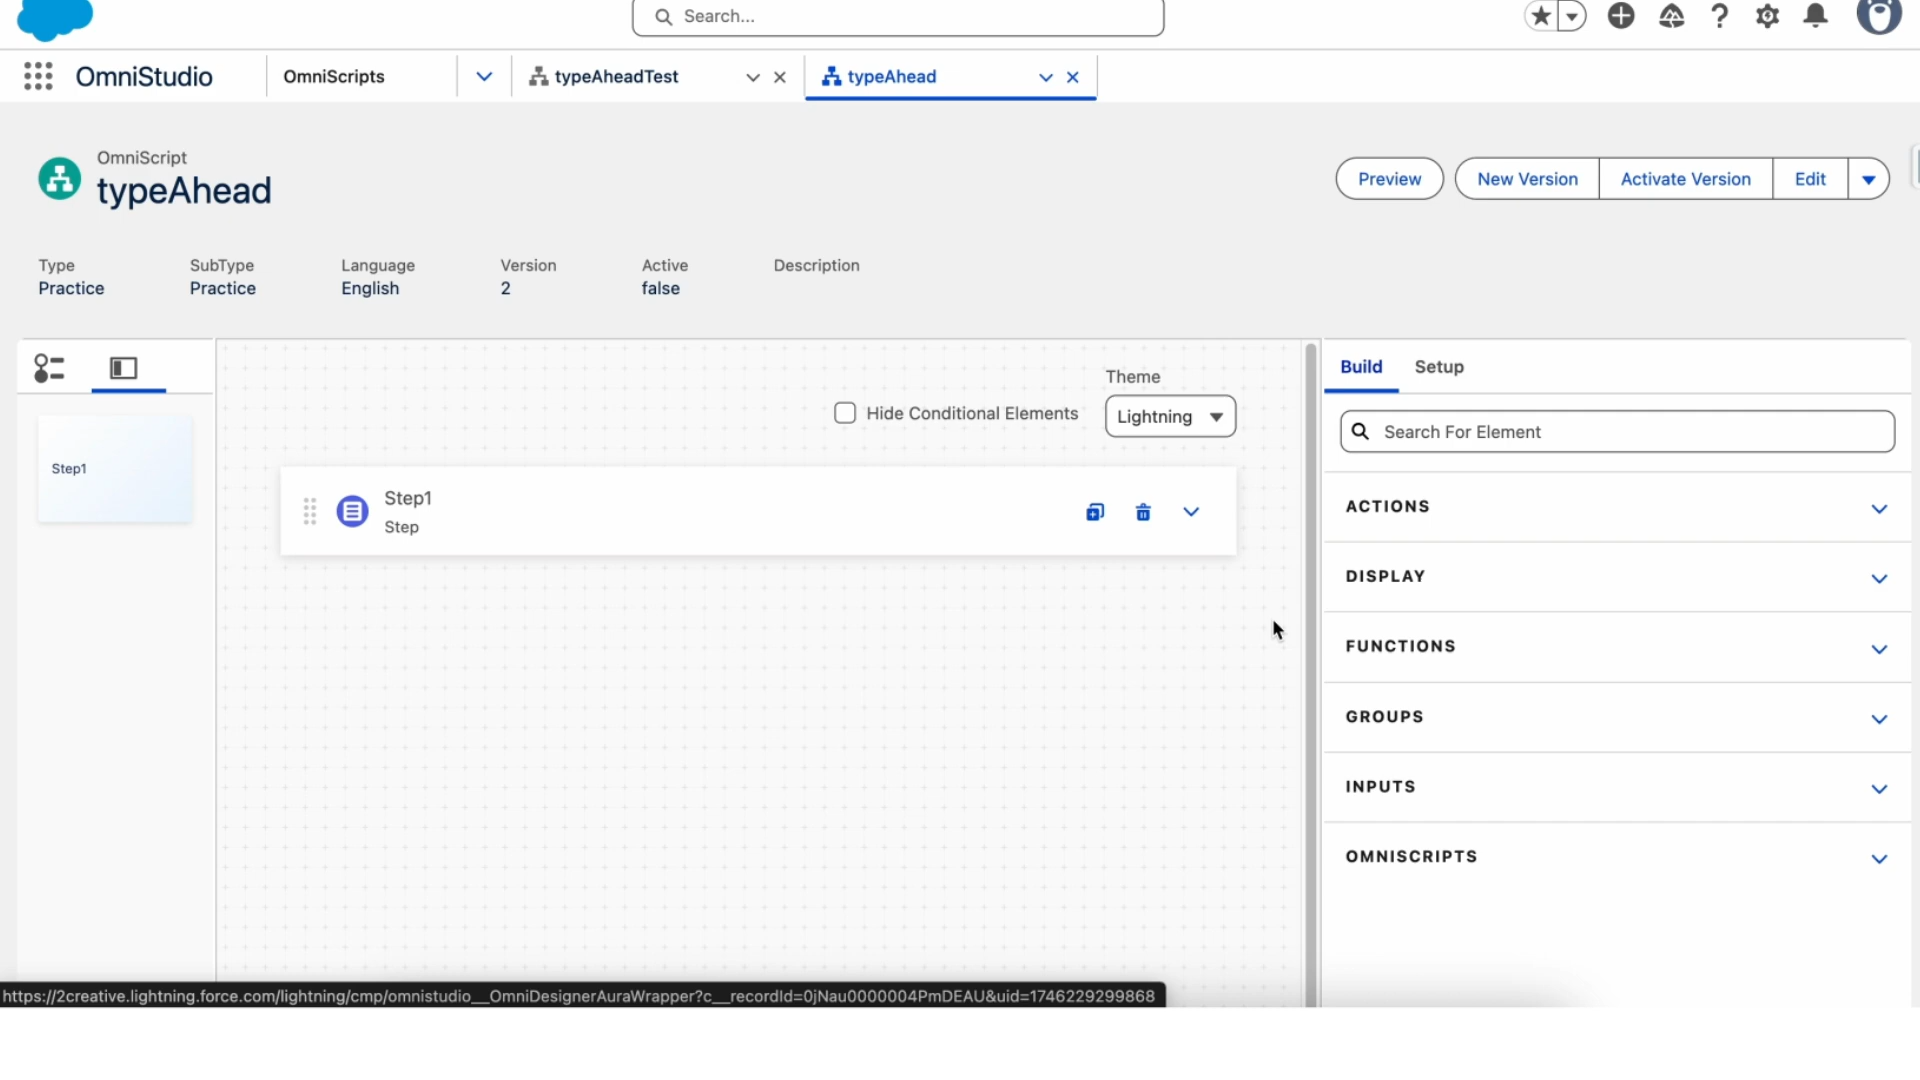 Search...
OmniStudio
OmniScripts
typeAheadTest
typeAhead
OmniScript
typeAhead
Preview
New Version
Activate Version
Edit
Type
Practice
SubType
Practice
Language
English
Version
2
Active
false
Description
Step1
Hide Conditional Elements
Theme
Lightning
Step1
Step
Build
Setup
Search For Element
ACTIONS
DISPLAY
FUNCTIONS
GROUPS
INPUTS
OMNISCRIPTS
https://2creative.lightning.force.com/lightning/cmp/omnistudio__OmniDesignerAuraWrapper?c__recordId=0jNau0000004PmDEAU&uid=1746229299868